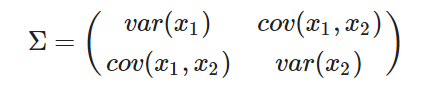 Σ = ( var(x₁) cov(x₁, x₂)
cov(x₁, x₂) var(x₂) )